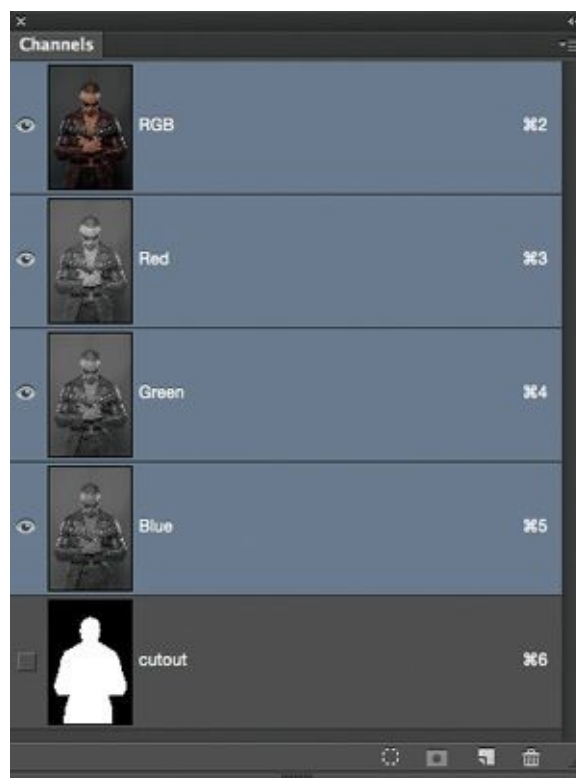 Channels
RGB ⌘2
Red ⌘3
Green ⌘4
Blue ⌘5
cutout ⌘6